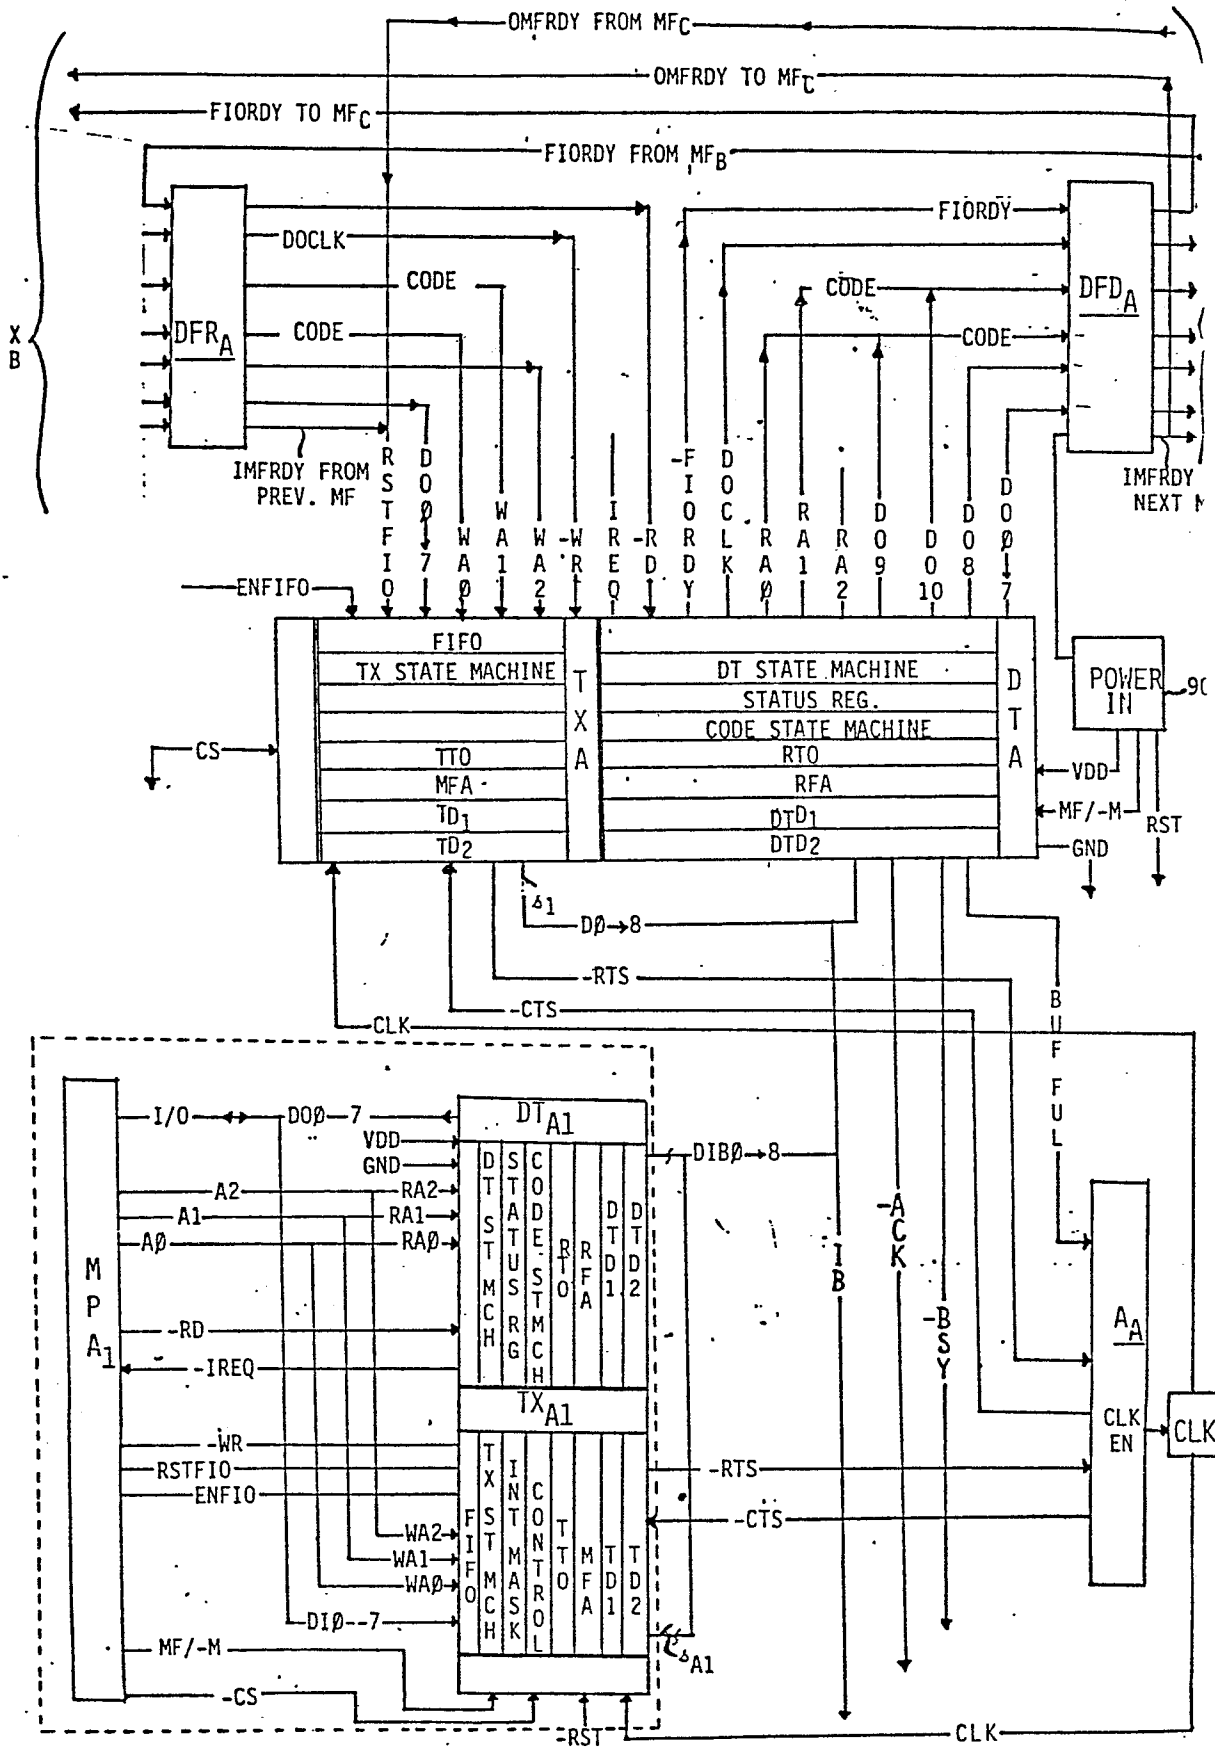 OMFRDY FROM MFC
OMFRDY TO MFC
FIORDY TO MFC
FIORDY FROM MFB
X
B
DFRA
DOCLK
CODE
CODE
IMFRDY FROM
PREV. MF
FIORDY
CODE
CODE
DFDA
IMFRDY
NEXT M
RSTFIO
DOØ→7
WAØ
WA1
WA2
-WR
IREQ
-RD
-FIORDY
DOCLK
RAØ
RA1
RA2
DO9
DO10
DO8
DOØ→7
ENFIFO
CS
FIFO
TX STATE MACHINE
TTO
MFA
TD1
TD2
TXA
DT STATE MACHINE
STATUS REG.
CODE STATE MACHINE
RTO
RFA
DTD1
DTD2
DTA
POWER
IN
90
VDD
MF/-M
GND
RST
s1
DØ→8
-RTS
-CTS
CLK
BUF FUL
MPA1
I/O
DOØ-7
VDD
GND
A2
RA2
A1
RA1
AØ
RAØ
-RD
-IREQ
-WR
RSTFIO
ENFIO
WA2
WA1
WAØ
DIØ--7
MF/-M
-CS
DTA1
DT ST MCH
STATUS RG
CODE STMCH
RTO
RFA
DTD1
DTD2
TXA1
FIFO
TX ST MCH
INT MASK
CONTROL
TTO
MFA
TD1
TD2
DIBØ→8
-IB
-ACK
-BSY
-RTS
-CTS
sA1
AA
CLK
EN
CLK
-RST
CLK